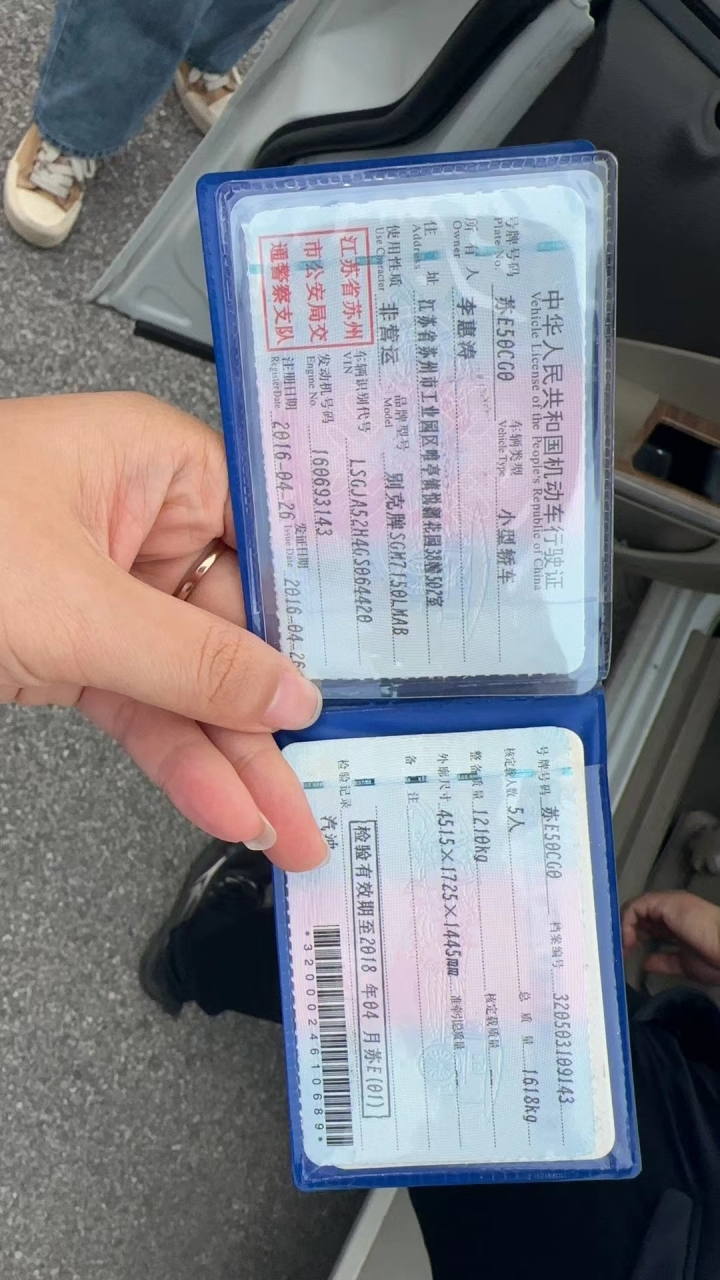 中华人民共和国机动车行驶证
Vehicle License of the People's Republic of China
号牌号码 苏E50CG0 车辆类型 小型轿车
Plate No. Vehicle Type
所有人 李惠涛
Owner
住址 江苏省苏州市工业园区 花园38幢502室
Address
使用性质 非营运 品牌型号 别克牌SGM7150LMAB
Use Character Model
江苏省苏州
市公安局交
通警察支队
车辆识别代号 LSGJA52H4GS064420
VIN
发动机号码 160693143
Engine No.
注册日期 2016-04-26 发证日期 2016-04-26
Register Date Issue Date
号牌号码 苏E50CG0 档案编号 320503109143
核定载人数 5人 总质量 1618kg
整备质量 1210kg 核定载质量
外廓尺寸 4515×1725×1445mm 准牵引总质量
备注
检验有效期至2018年04月苏E(01)
检验记录
汽油
*3200024610689*